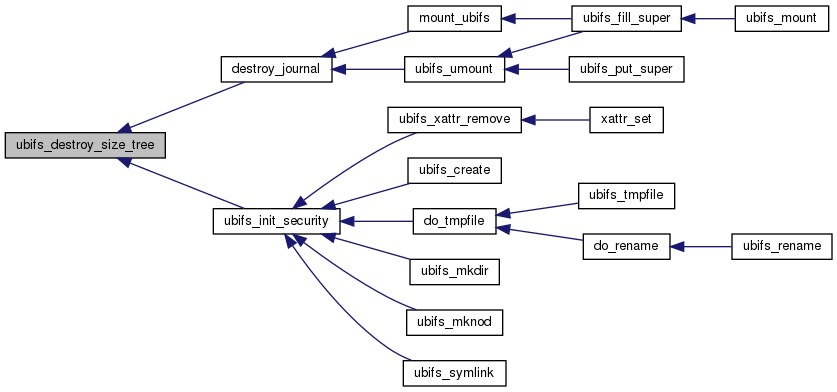 mount_ubifs
ubifs_fill_super
ubifs_mount
destroy_journal
ubifs_umount
ubifs_put_super
ubifs_xattr_remove
xattr_set
ubifs_destroy_size_tree
ubifs_create
ubifs_tmpfile
ubifs_init_security
do_tmpfile
do_rename
ubifs_rename
ubifs_mkdir
ubifs_mknod
ubifs_symlink